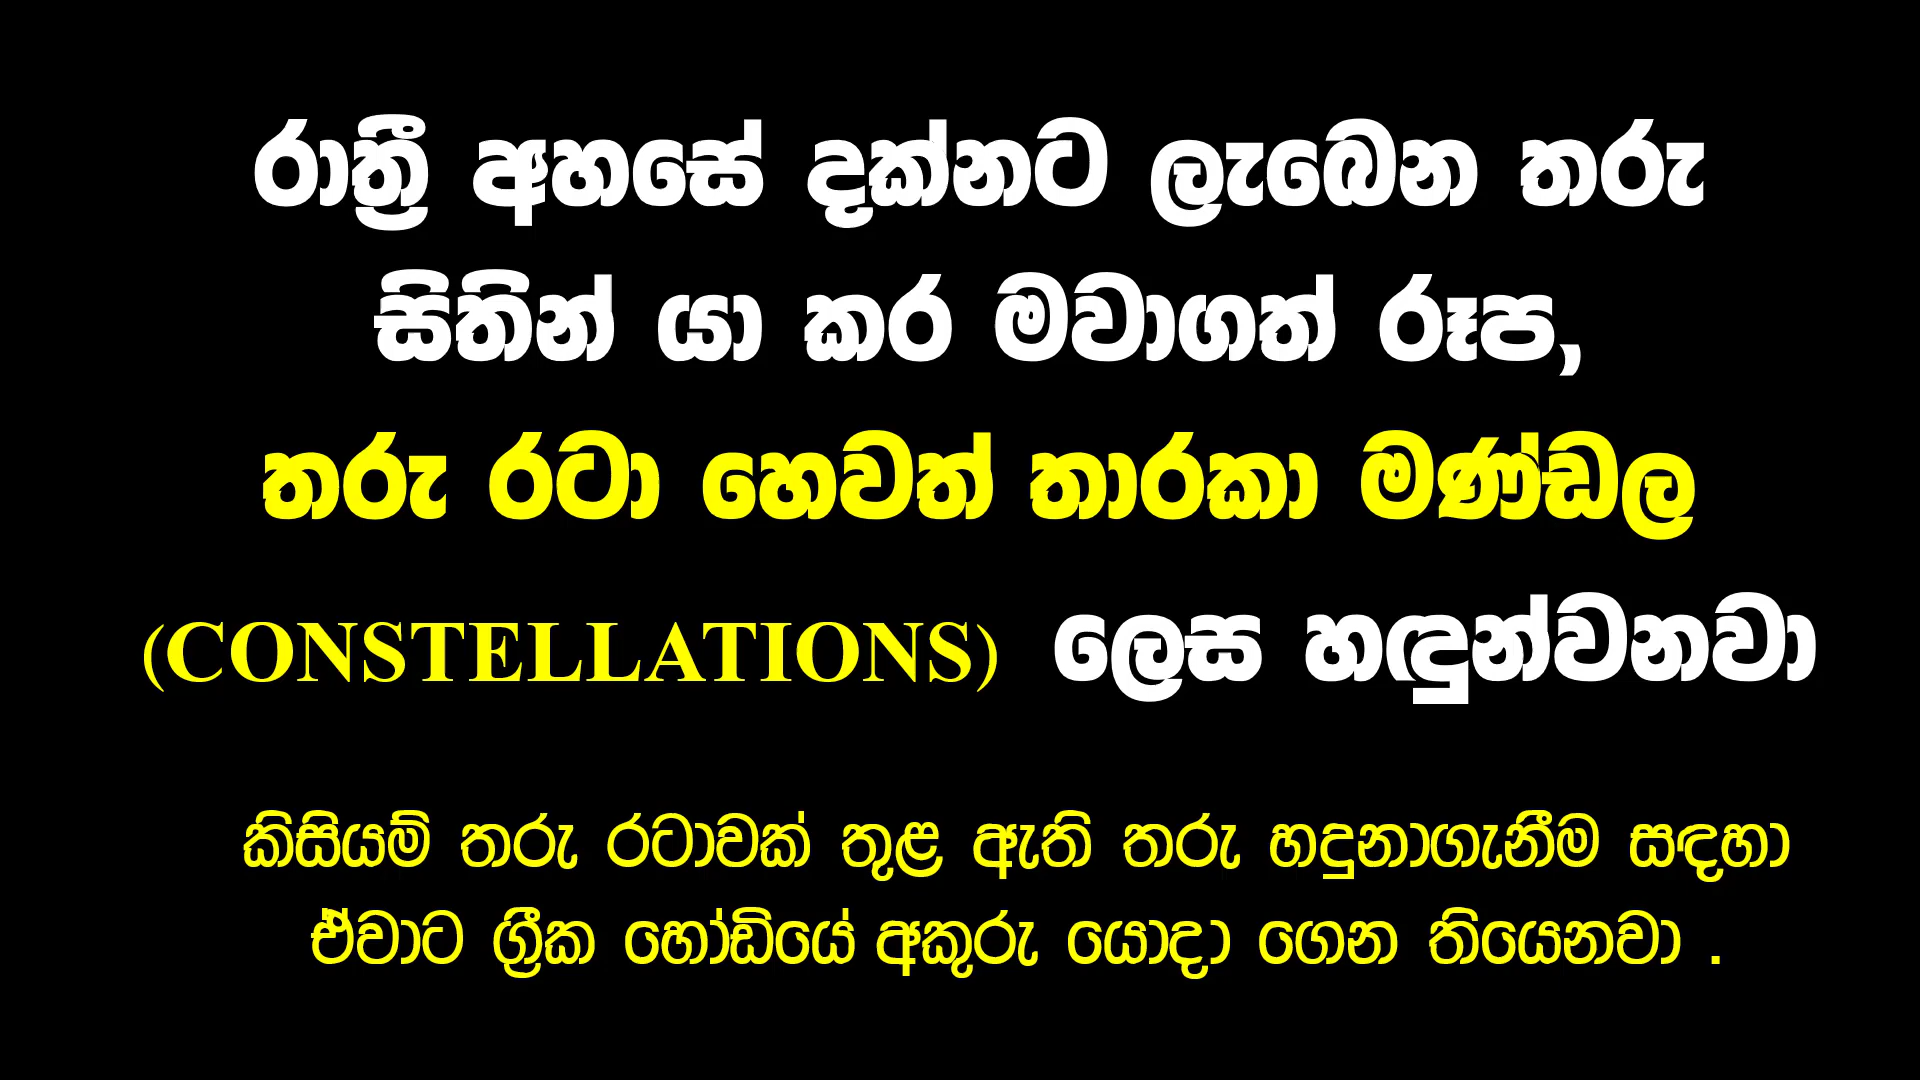 රාත්‍රී අහසේ දක්නට ලැබෙන තරු
සිතින් යා කර මවාගත් රූප,
තරු රටා හෙවත් තාරකා මණ්ඩල
(CONSTELLATIONS) ලෙස හඳුන්වනවා
කිසියම් තරු රටාවක් තුළ ඇති තරු හදුනාගැනීම සඳහා
ඒවාට ග්‍රීක හෝඩියේ අකුරු යොදා ගෙන තියෙනවා .